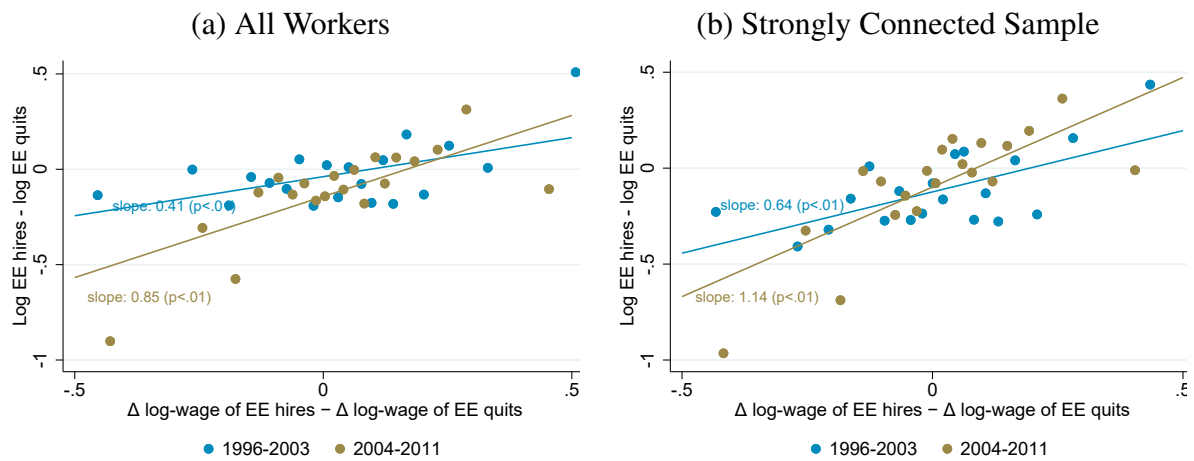 (a) All Workers
Log EE hires - log EE quits
.5
0
-.5
-1
slope: 0.41 (p<.01)
slope: 0.85 (p<.01)
-.5
0
.5
Δ log-wage of EE hires − Δ log-wage of EE quits
1996-2003
2004-2011
(b) Strongly Connected Sample
Log EE hires - log EE quits
.5
0
-.5
-1
slope: 0.64 (p<.01)
slope: 1.14 (p<.01)
-.5
0
.5
Δ log-wage of EE hires − Δ log-wage of EE quits
1996-2003
2004-2011